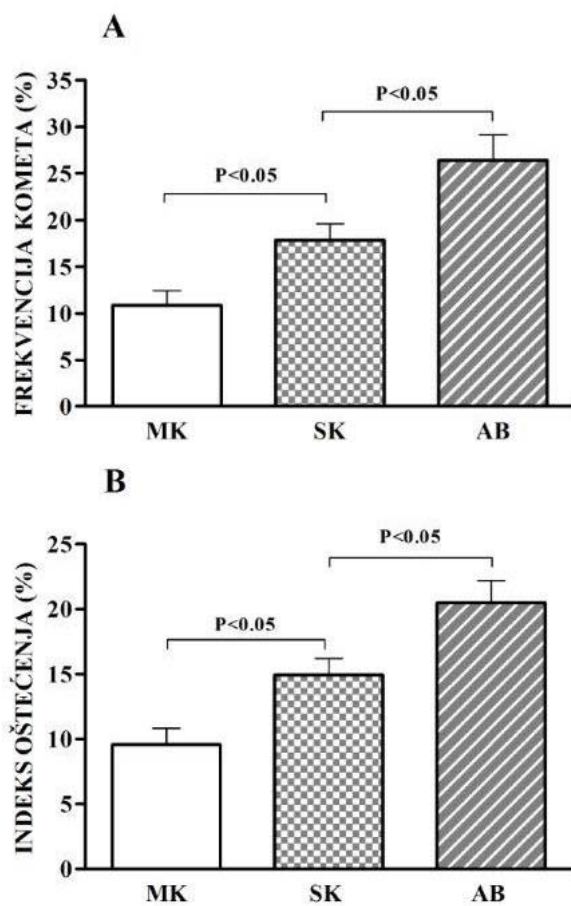 A
FREKVENCIJA KOMETA (%)
35
30
25
20
15
10
5
0
P<0.05
P<0.05
MK SK AB
B
INDEKS OŠTEĆENJA (%)
25
20
15
10
5
0
P<0.05
P<0.05
MK SK AB